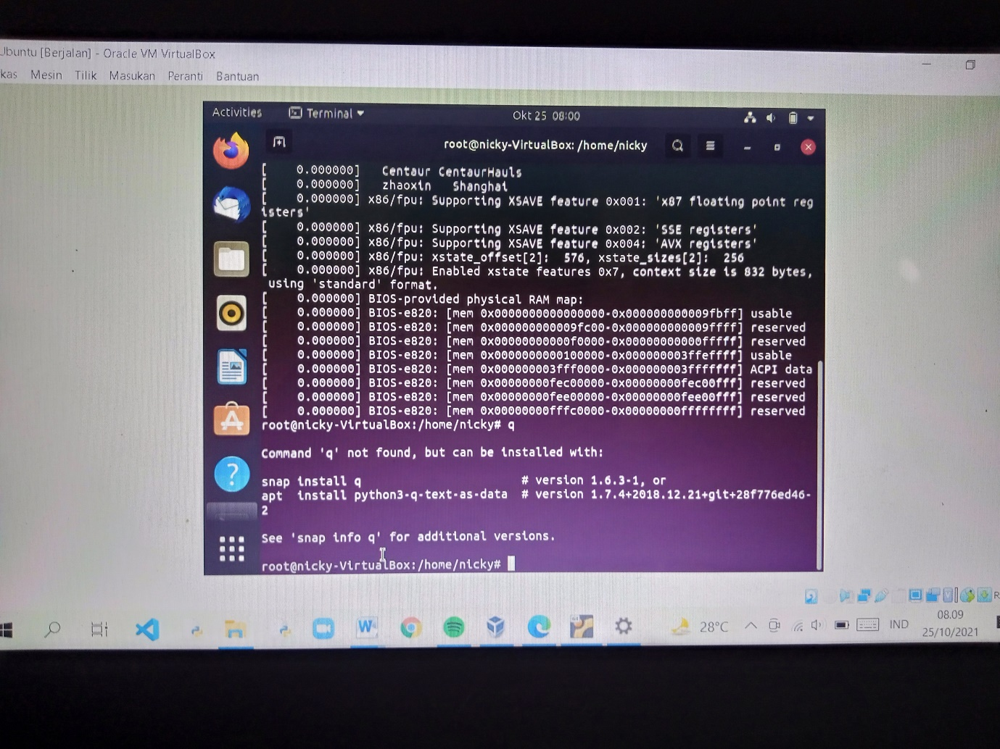 Ubuntu [Berjalan] - Oracle VM VirtualBox
kas Mesin Tilik Masukan Peranti Bantuan
Activities Terminal Okt 25 08:00
root@nicky-VirtualBox: /home/nicky
[    0.000000]   Centaur CentaurHauls
[    0.000000]   zhaoxin   Shanghai
[    0.000000] x86/fpu: Supporting XSAVE feature 0x001: 'x87 floating point reg
isters'
[    0.000000] x86/fpu: Supporting XSAVE feature 0x002: 'SSE registers'
[    0.000000] x86/fpu: Supporting XSAVE feature 0x004: 'AVX registers'
[    0.000000] x86/fpu: xstate_offset[2]:  576, xstate_sizes[2]:  256
[    0.000000] x86/fpu: Enabled xstate features 0x7, context size is 832 bytes,
 using 'standard' format.
[    0.000000] BIOS-provided physical RAM map:
[    0.000000] BIOS-e820: [mem 0x0000000000000000-0x000000000009fbff] usable
[    0.000000] BIOS-e820: [mem 0x000000000009fc00-0x000000000009ffff] reserved
[    0.000000] BIOS-e820: [mem 0x00000000000f0000-0x00000000000fffff] reserved
[    0.000000] BIOS-e820: [mem 0x0000000000100000-0x000000003ffeffff] usable
[    0.000000] BIOS-e820: [mem 0x000000003fff0000-0x000000003fffffff] ACPI data
[    0.000000] BIOS-e820: [mem 0x00000000fec00000-0x00000000fec00fff] reserved
[    0.000000] BIOS-e820: [mem 0x00000000fee00000-0x00000000fee00fff] reserved
[    0.000000] BIOS-e820: [mem 0x00000000fffc0000-0x00000000ffffffff] reserved
root@nicky-VirtualBox:/home/nicky# q
Command 'q' not found, but can be installed with:
snap install q                       # version 1.6.3-1, or
apt  install python3-q-text-as-data  # version 1.7.4+2018.12.21+git+28f776ed46-
2
See 'snap info q' for additional versions.
root@nicky-VirtualBox:/home/nicky#
28°C IND 08.09
25/10/2021